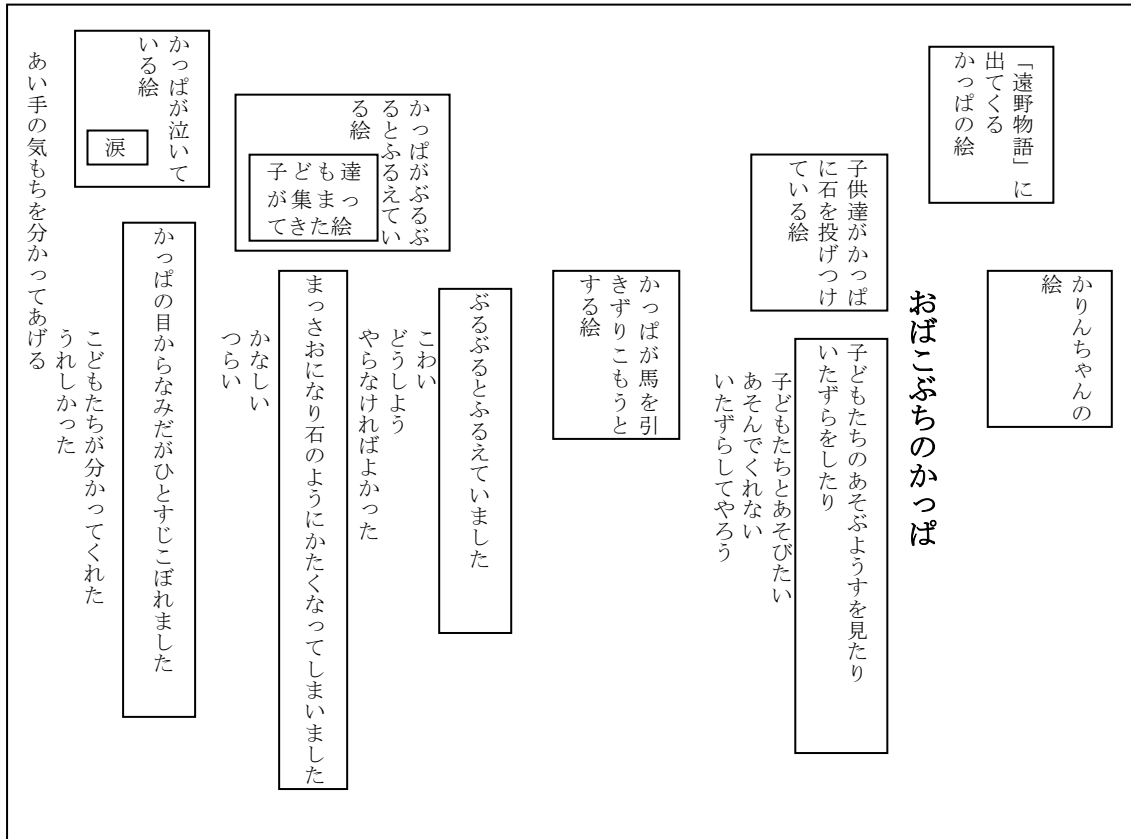 かりんちゃんの
絵
「遠野物語」に
出てくる
かっぱの絵
おばこぶちのかっぱ
子供達がかっぱ
に石を投げつけ
ている絵
子どもたちのあそぶようすを見たり
いたずらをしたり
子どもたちとあそびたい
あそんでくれない
いたずらしてやろう
かっぱが馬を引
きずりこもうと
する絵
ぶるぶるとふるえていました
こわい
どうしよう
やらなければよかった
かっぱがぶるぶ
るとふるえてい
る絵
子ども達
が集まっ
てきた絵
まっさおになり石のようにかたくなってしまいました
かなしい
つらい
かっぱが泣いて
いる絵
涙
かっぱの目からなみだがひとすじこぼれました
こどもたちが分かってくれた
うれしかった
あい手の気もちを分かってあげる